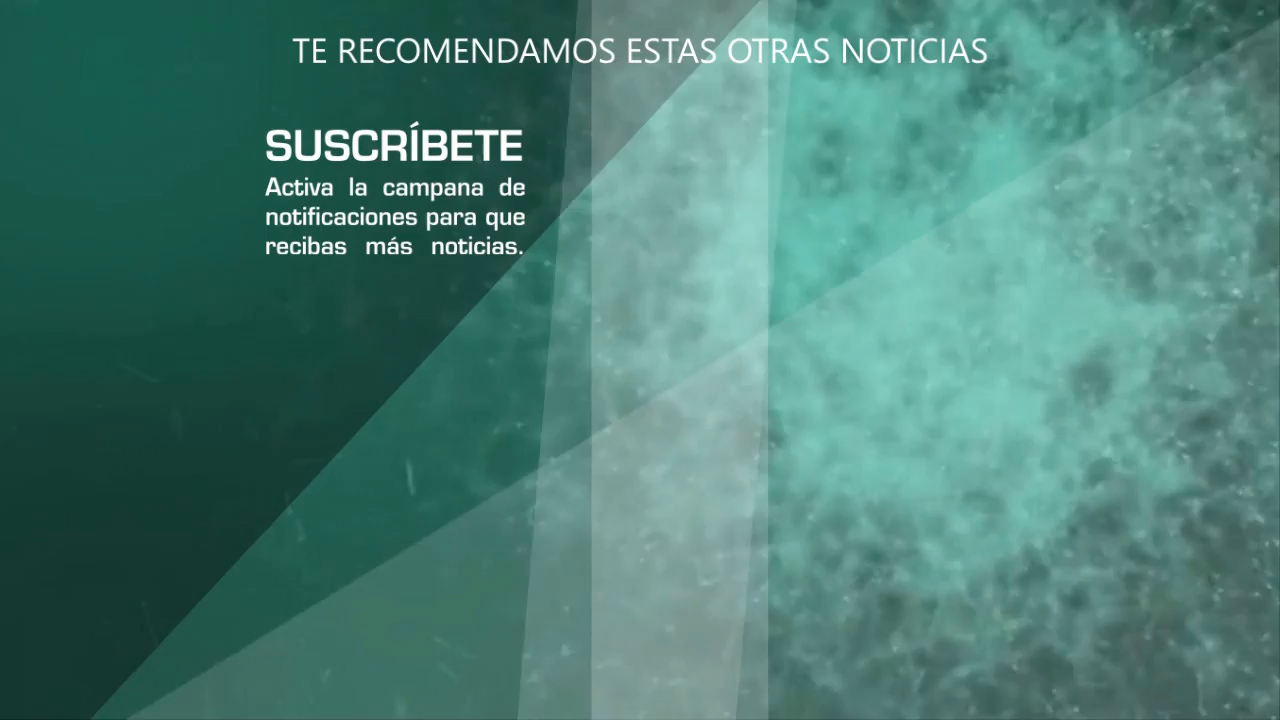 TE RECOMENDAMOS ESTAS OTRAS NOTICIAS
SUSCRÍBETE
Activa la campana de
notificaciones para que
recibas más noticias.